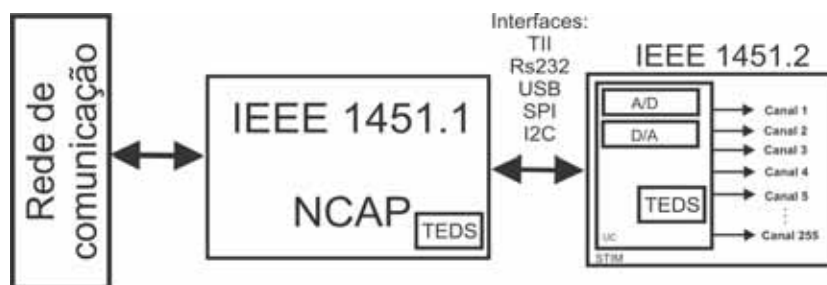 Rede de
comunicação
IEEE 1451.1
NCAP
TEDS
Interfaces:
TII
Rs232
USB
SPI
I2C
IEEE 1451.2
A/D
D/A
TEDS
UC
STIM
Canal 1
Canal 2
Canal 3
Canal 4
Canal 5
Canal 255